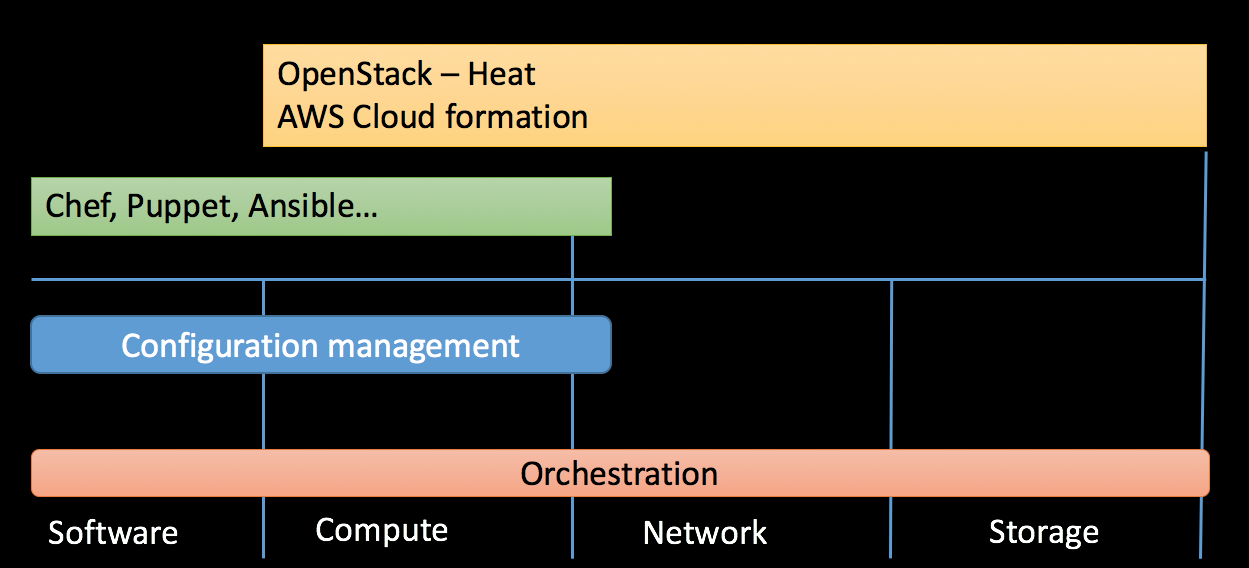 OpenStack – Heat
AWS Cloud formation
Chef, Puppet, Ansible...
Configuration management
Orchestration
Software
Compute
Network
Storage